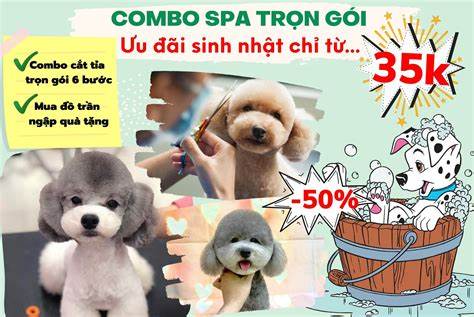 COMBO SPA TRỌN GÓI
Ưu đãi sinh nhật chỉ từ...
35k
Combo cắt tỉa
trọn gói 6 bước
Mua đồ trần
ngập quà tặng
-50%